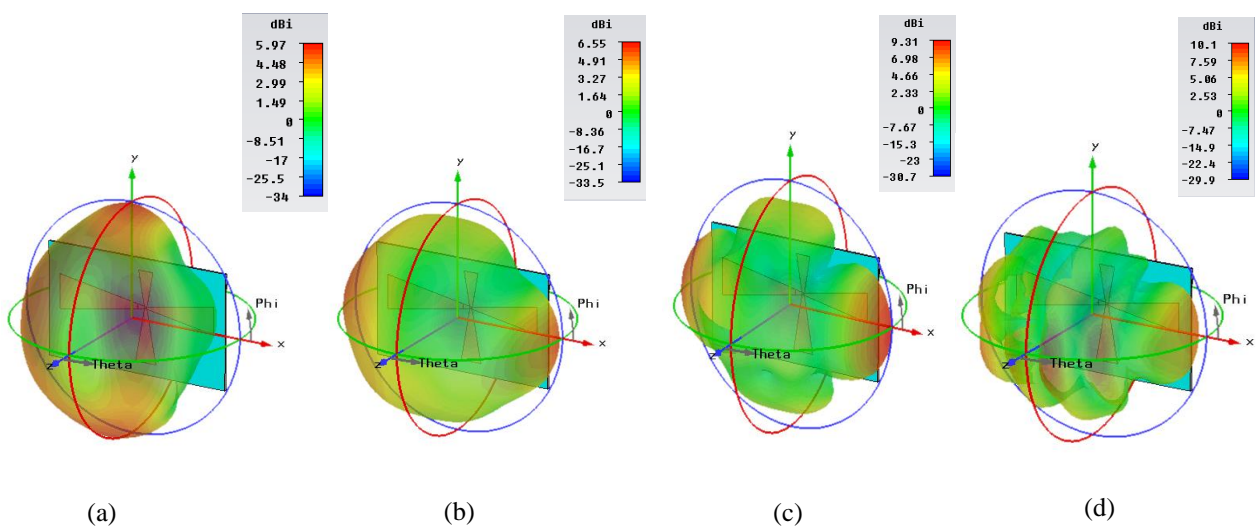 dBi
5.97
4.48
2.99
1.49
0
-8.51
-17
-25.5
-34
y
Phi
x
z
Theta
(a)
dBi
6.55
4.91
3.27
1.64
0
-8.36
-16.7
-25.1
-33.5
y
Phi
x
z
Theta
(b)
dBi
9.31
6.98
4.66
2.33
0
-7.67
-15.3
-23
-30.7
y
Phi
x
z
Theta
(c)
dBi
10.1
7.59
5.06
2.53
0
-7.47
-14.9
-22.4
-29.9
y
Phi
x
z
Theta
(d)